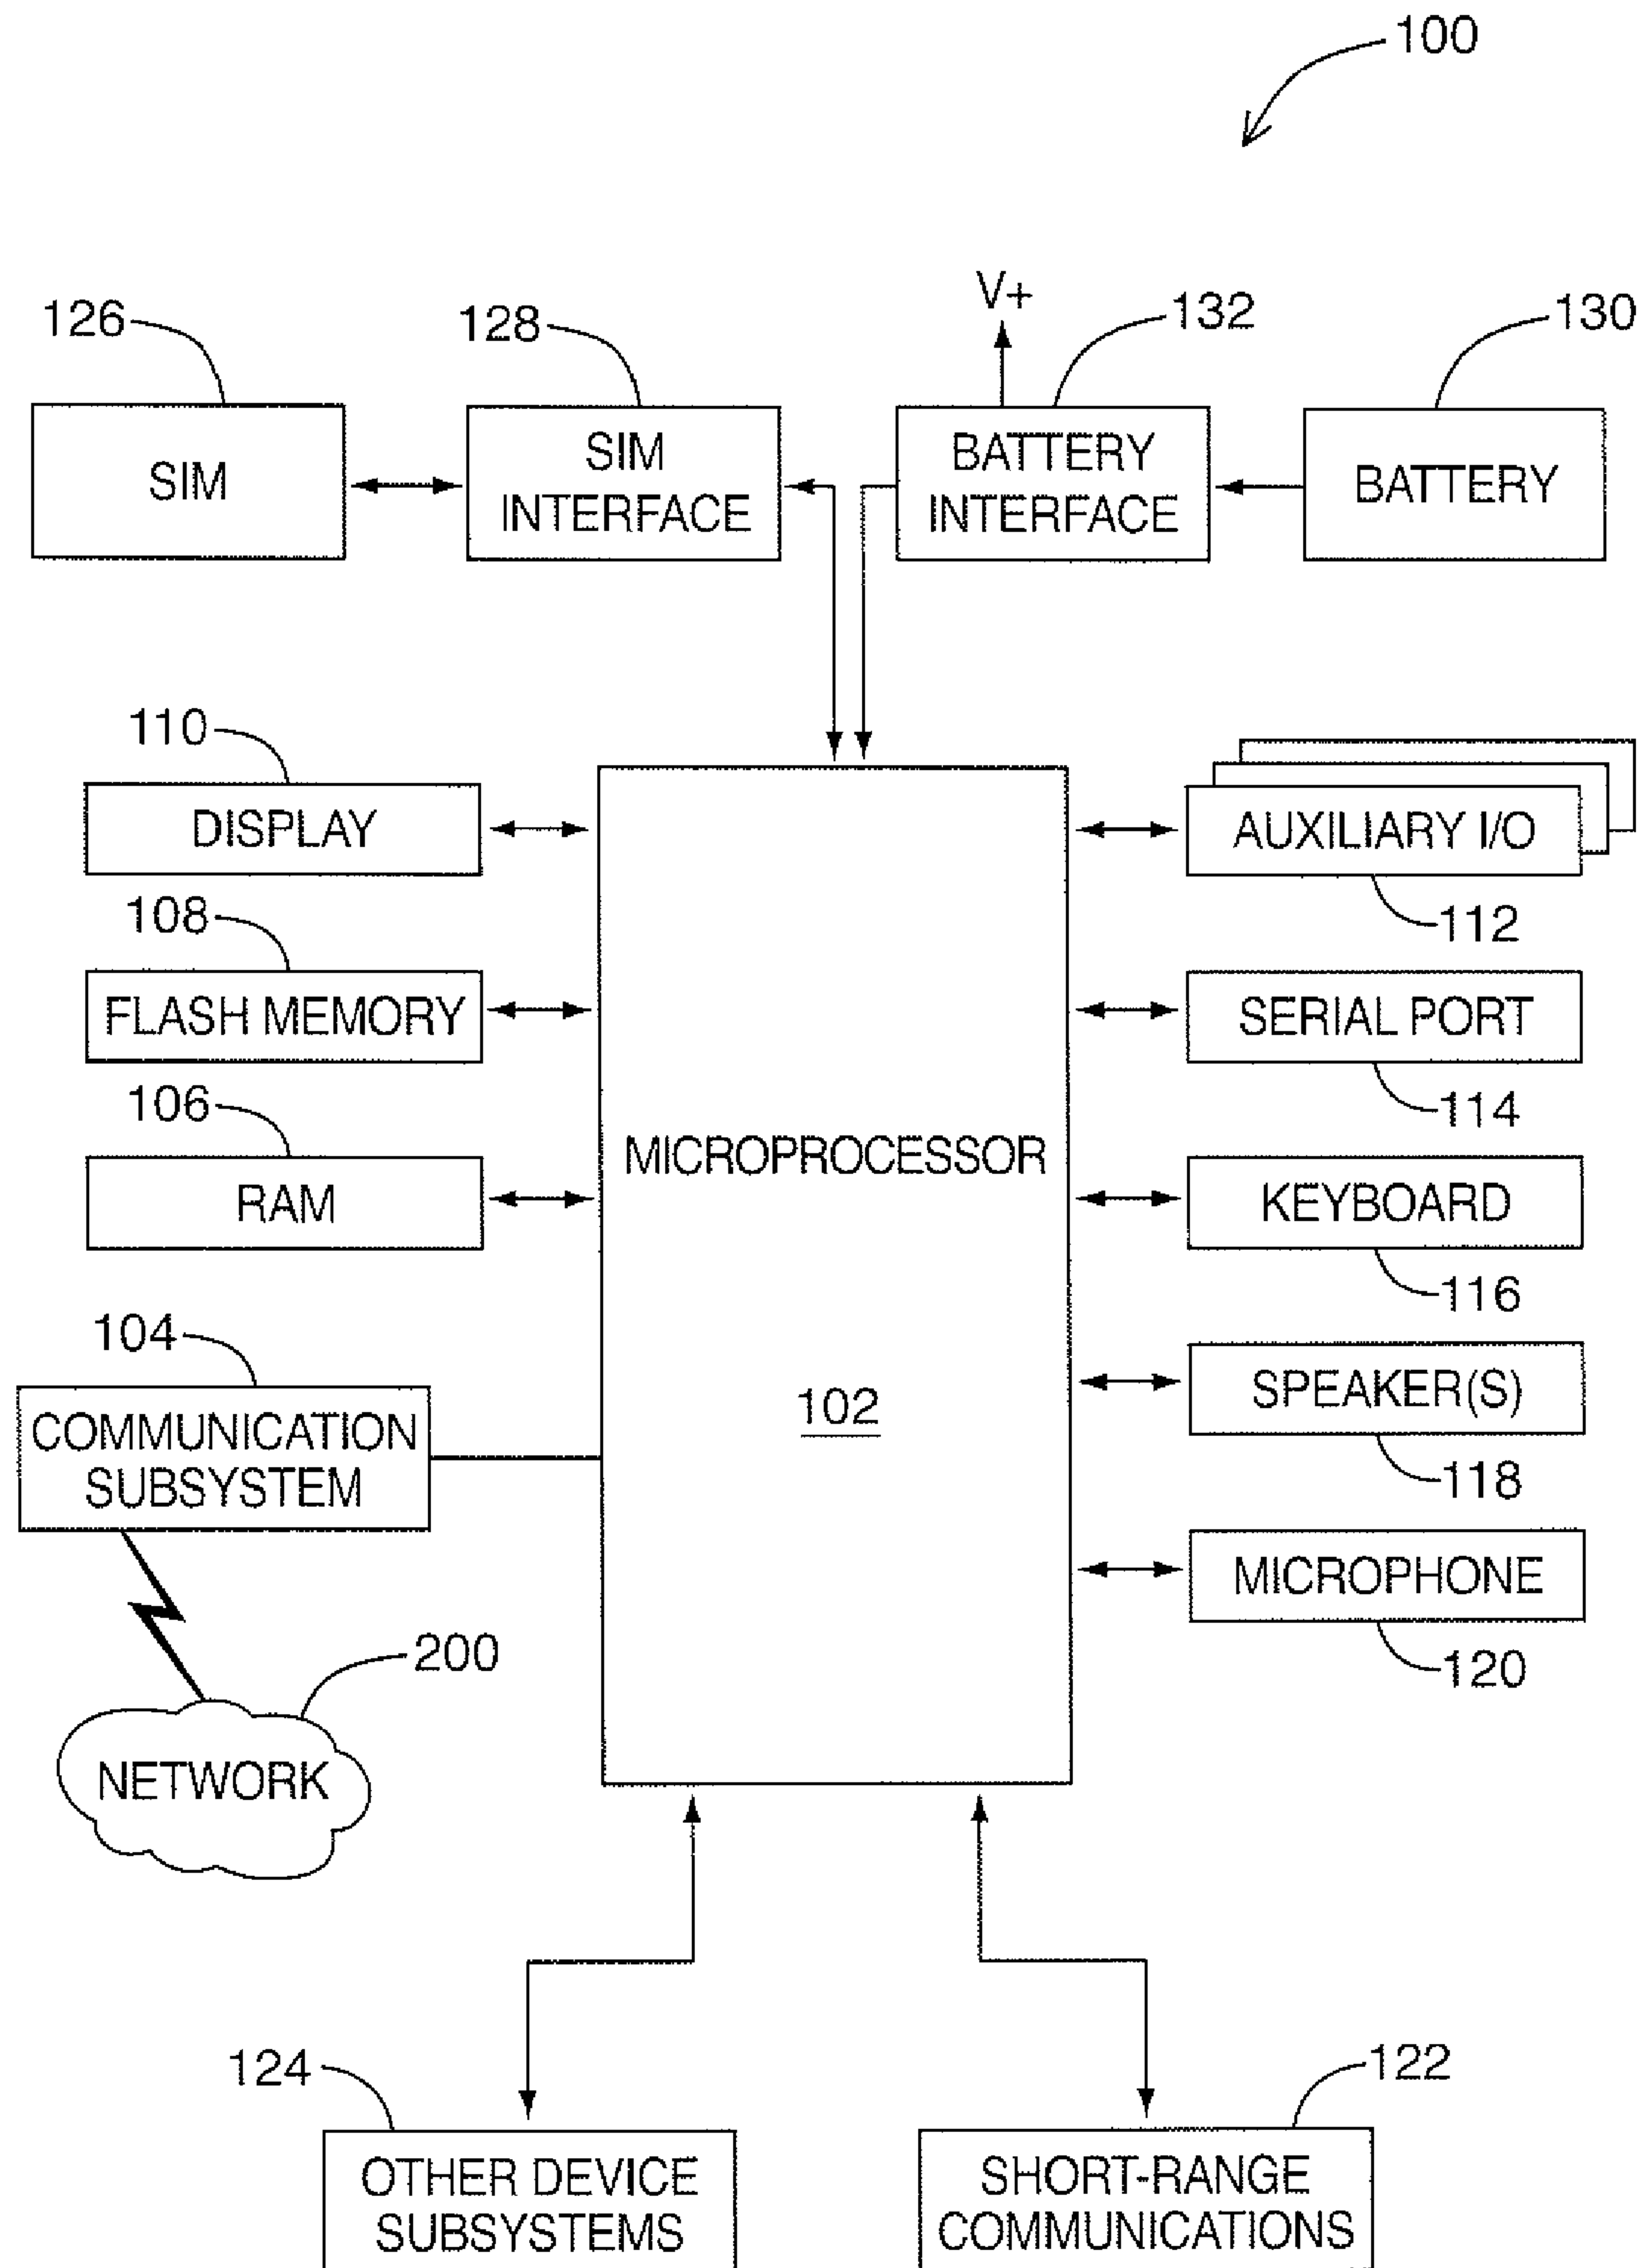 100
V+
126
128
132
130
SIM
SIM
INTERFACE
BATTERY
INTERFACE
BATTERY
110
DISPLAY
AUXILIARY I/O
112
108
FLASH MEMORY
SERIAL PORT
114
106
RAM
MICROPROCESSOR
102
KEYBOARD
116
104
COMMUNICATION
SUBSYSTEM
SPEAKER(S)
118
MICROPHONE
120
200
NETWORK
124
122
OTHER DEVICE
SUBSYSTEMS
SHORT-RANGE
COMMUNICATIONS